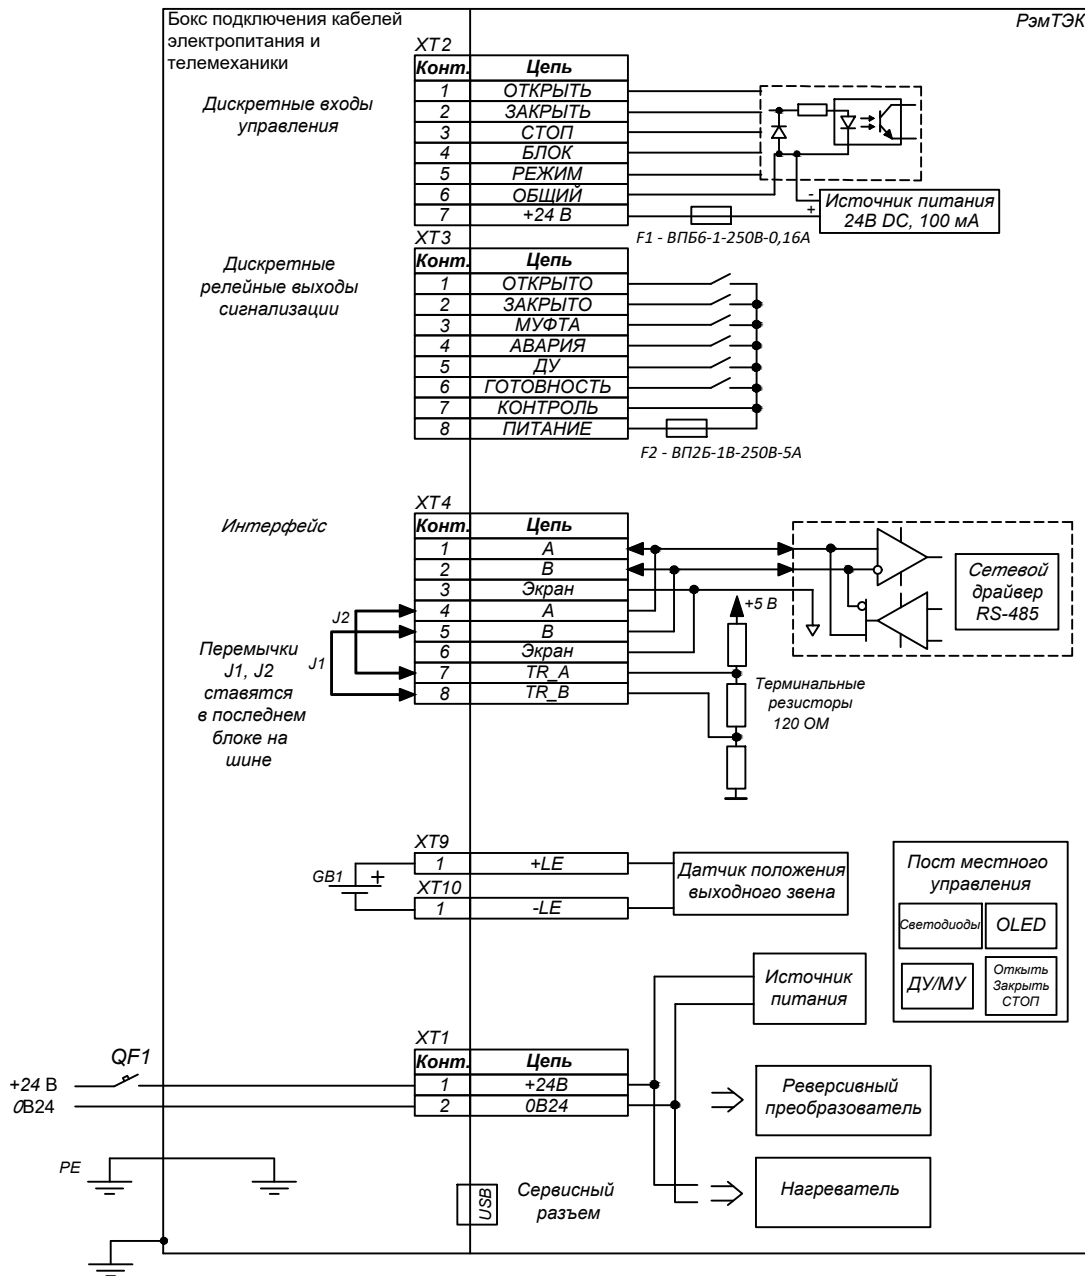 Бокс подключения кабелей
электропитания и
телемеханики
РэмТЭК
XT2
Конт. Цепь
Дискретные входы
управления
1 ОТКРЫТЬ
2 ЗАКРЫТЬ
3 СТОП
4 БЛОК
5 РЕЖИМ
6 ОБЩИЙ
7 +24 В
-
+
Источник питания
24В DC, 100 мА
F1 - ВПБ6-1-250В-0,16А
XT3
Конт. Цепь
Дискретные
релейные выходы
сигнализации
1 ОТКРЫТО
2 ЗАКРЫТО
3 МУФТА
4 АВАРИЯ
5 ДУ
6 ГОТОВНОСТЬ
7 КОНТРОЛЬ
8 ПИТАНИЕ
F2 - ВП2Б-1В-250В-5А
XT4
Интерфейс
Конт. Цепь
1 A
2 B
3 Экран
4 A
5 B
6 Экран
7 TR_A
8 TR_B
J2
J1
Перемычки
J1, J2
ставятся
в последнем
блоке на
шине
+5 В
Терминальные
резисторы
120 ОМ
Сетевой
драйвер
RS-485
XT9
1 +LE
GB1
+
XT10
1 -LE
Датчик положения
выходного звена
Пост местного
управления
Светодиоды
OLED
ДУ/МУ
Открыть
Закрыть
СТОП
Источник
питания
XT1
Конт. Цепь
1 +24В
2 0В24
QF1
+24 В
0В24
Реверсивный
преобразователь
PE
USB
Сервисный
разъем
Нагреватель